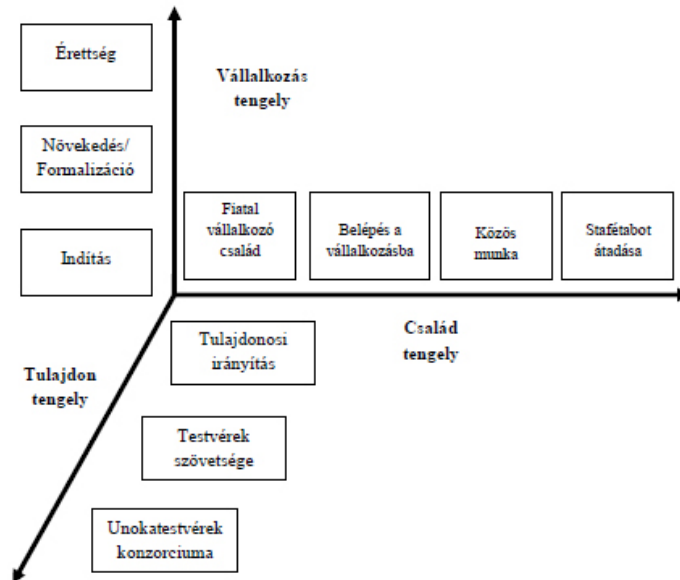 Érettség
Vállalkozás
tengely
Növekedés/
Formalizáció
Fiatal
vállalkozó
család
Belépés a
vállalkozásba
Közös
munka
Stafétabot
átadása
Indítás
Tulajdonosi
irányítás
Család
tengely
Tulajdon
tengely
Testvérek
szövetsége
Unokatestvérek
konzorciuma